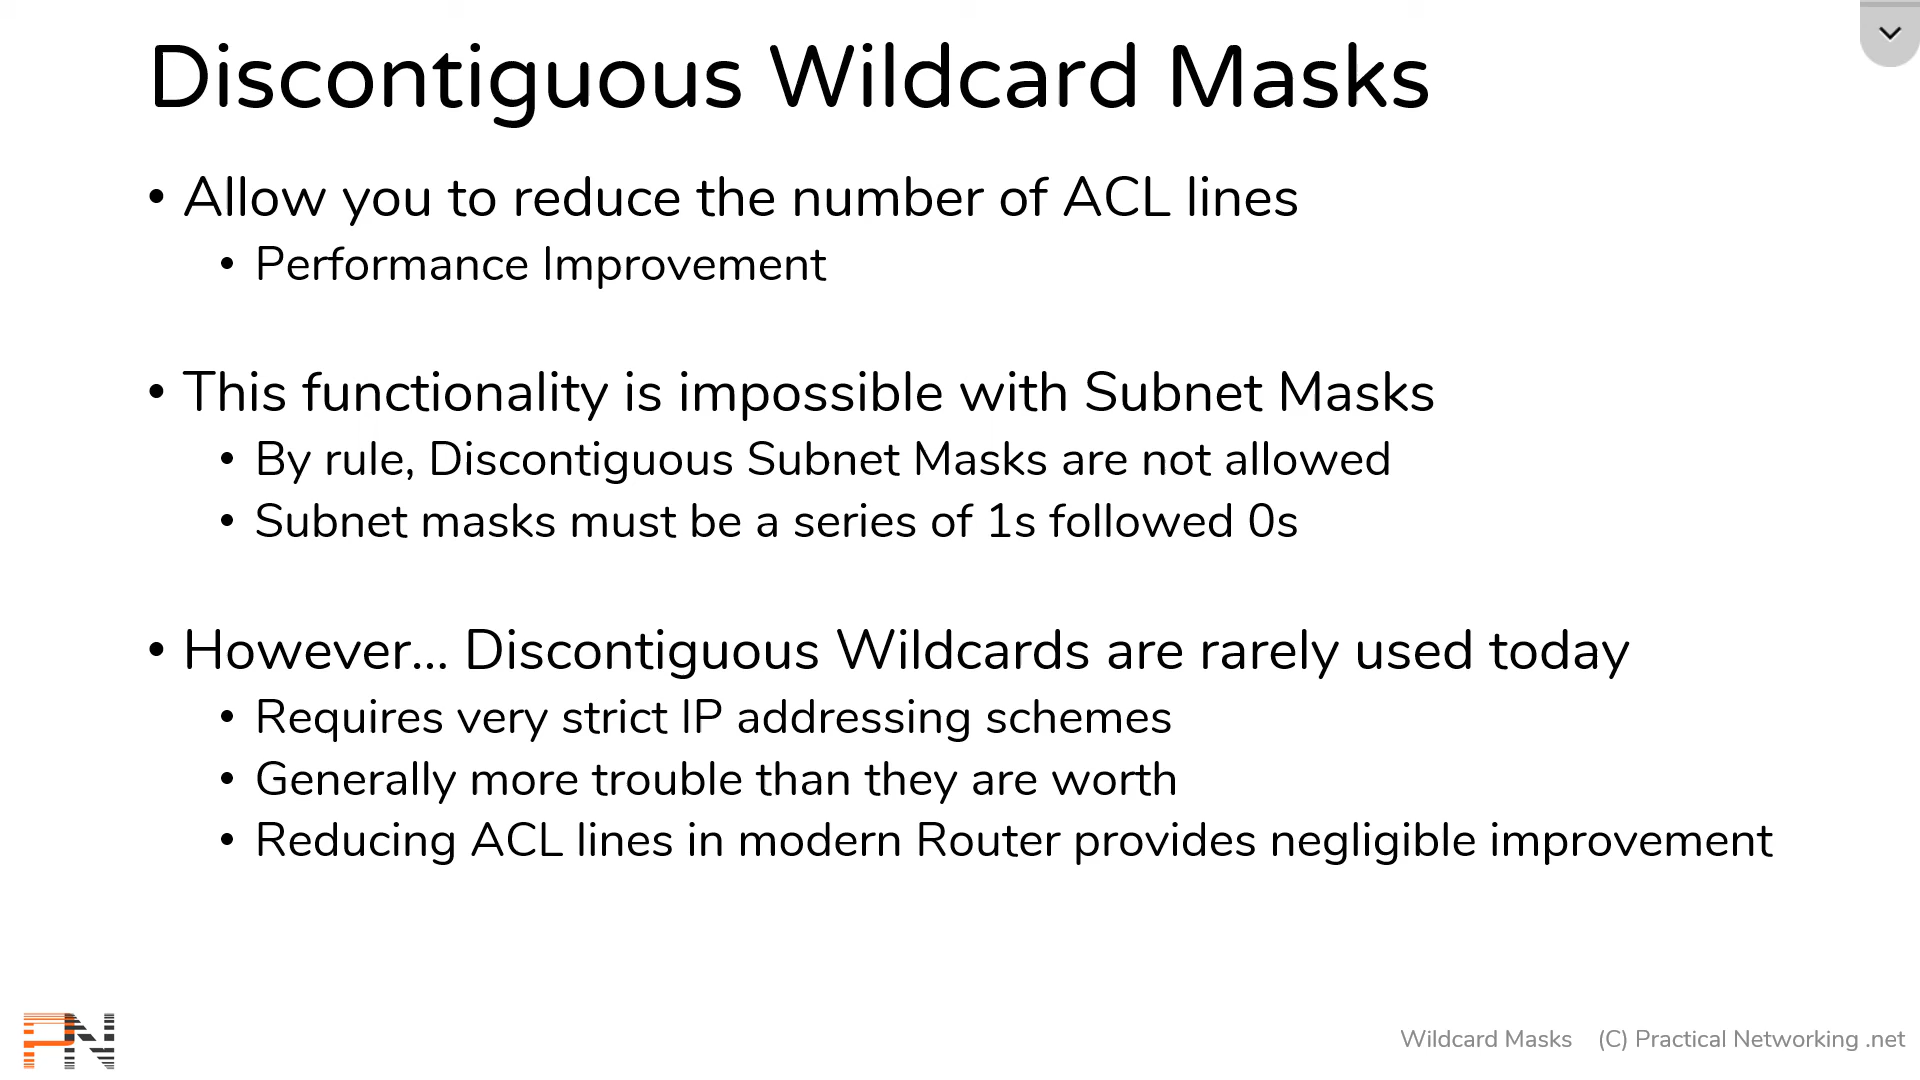 Discontiguous Wildcard Masks
• Allow you to reduce the number of ACL lines
• Performance Improvement
• This functionality is impossible with Subnet Masks
• By rule, Discontiguous Subnet Masks are not allowed
• Subnet masks must be a series of 1s followed 0s
• However... Discontiguous Wildcards are rarely used today
• Requires very strict IP addressing schemes
• Generally more trouble than they are worth
• Reducing ACL lines in modern Router provides negligible improvement
PN
Wildcard Masks (C) Practical Networking .net